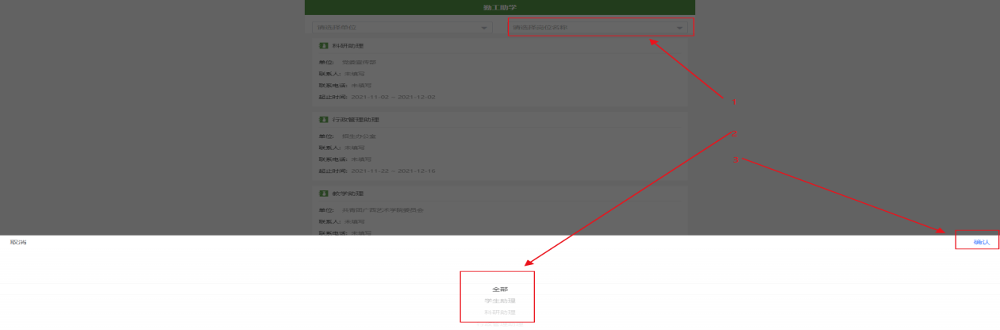 勤工助学
请选择单位 请选择岗位名称
科研助理
单位: 党委宣传部
联系人: 未填写
联系电话: 未填写
起止时间: 2021-11-02 ~ 2021-12-02
1
行政管理助理
单位: 招生办公室
2
联系人: 未填写
联系电话: 未填写
3
起止时间: 2021-11-22 ~ 2021-12-16
教学助理
单位: 共青团广西艺术学院委员会
联系人: 未填写
联系电话: 未填写
取消 确认
全部
学生助理
科研助理